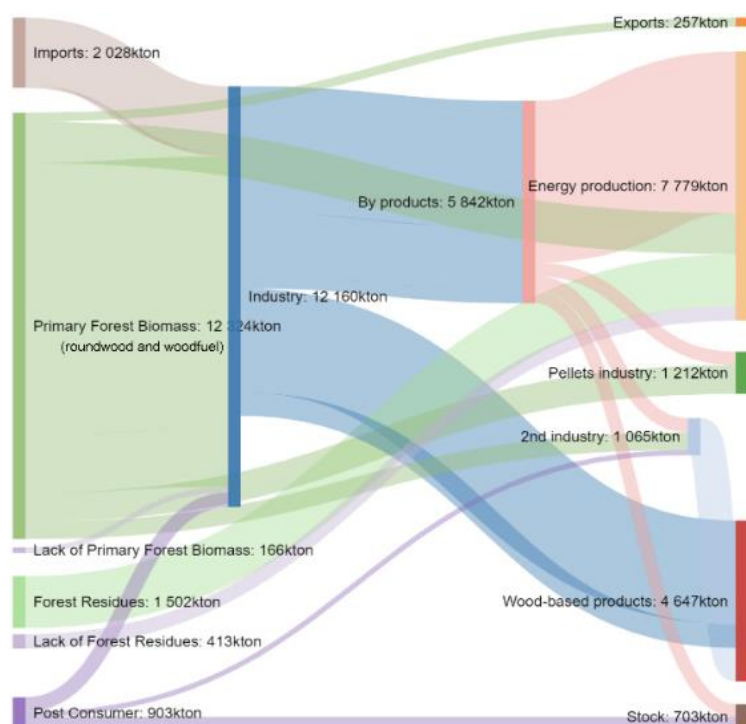 Exports: 257kton
Imports: 2 028kton
Energy production: 7 779kton
By products: 5 842kton
Industry: 12 160kton
Primary Forest Biomass: 12 324kton
(roundwood and woodfuel)
Pellets industry: 1 212kton
2nd industry: 1 065kton
Lack of Primary Forest Biomass: 166kton
Forest Residues: 1 502kton
Wood-based products: 4 647kton
Lack of Forest Residues: 413kton
Post Consumer: 903kton
Stock: 703kton